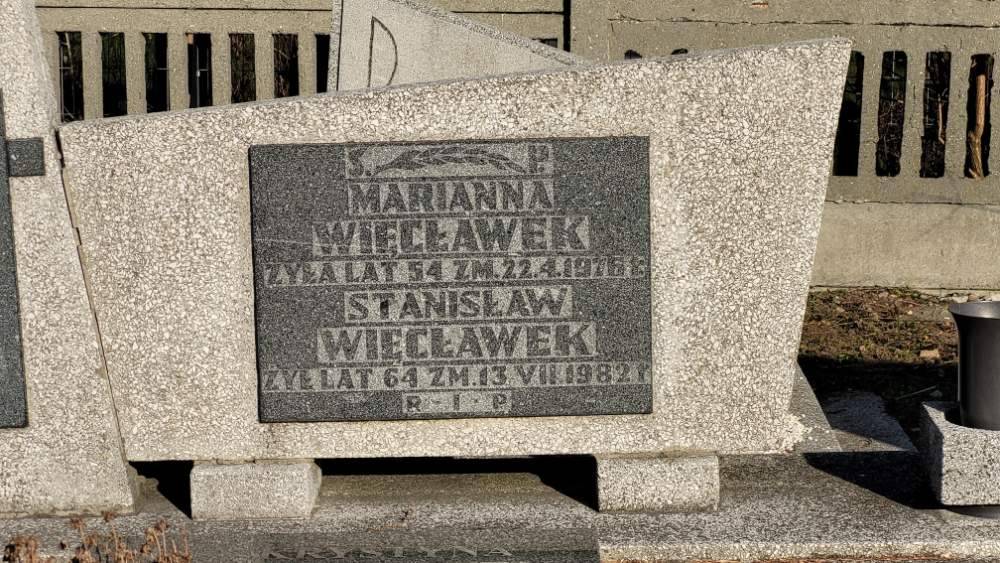 Ś. P.
MARIANNA
WIĘCŁAWEK
ŻYŁA LAT 54 ZM. 22.4.1976 r.
STANISŁAW
WIĘCŁAWEK
ŻYŁ LAT 64 ZM. 13 VII 1982 r.
R - I - P
KRYSTYNA